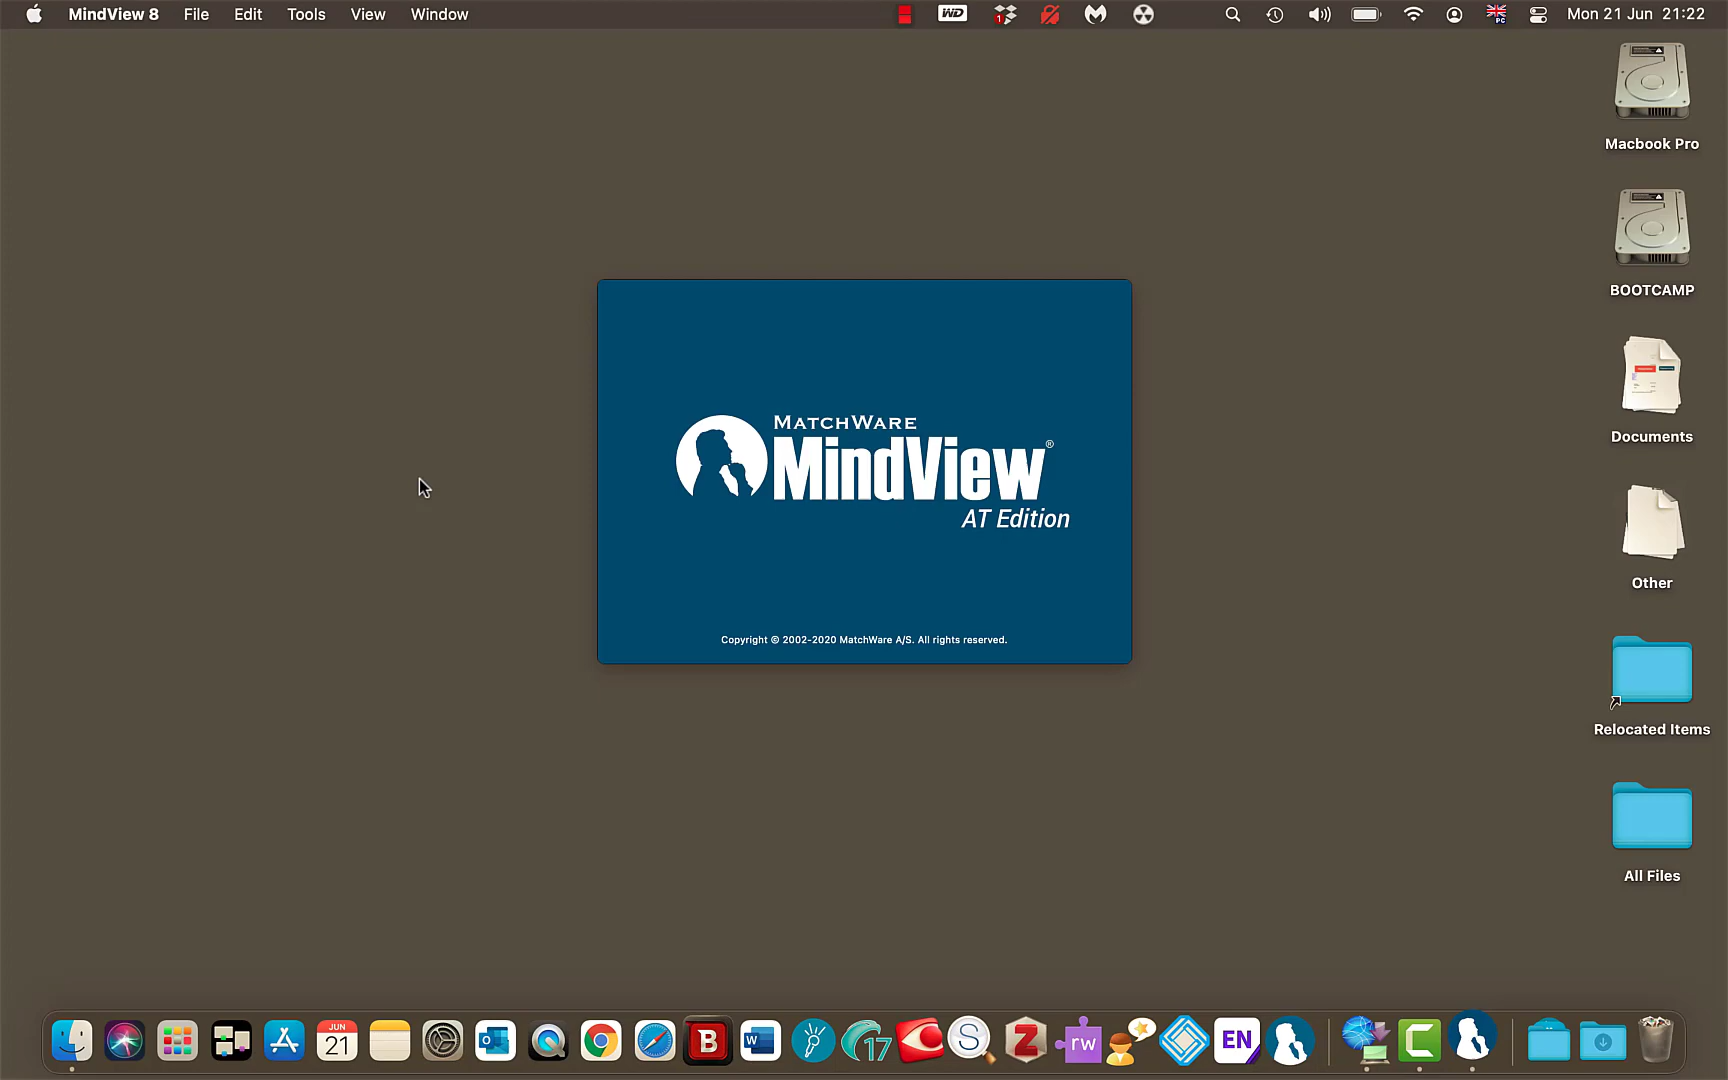 MindView 8 File Edit Tools View Window WD 1 PC Mon 21 Jun 21:22
Macbook Pro
BOOTCAMP
Documents
Other
Relocated Items
All Files
MATCHWARE
MindView®
AT Edition
Copyright © 2002-2020 MatchWare A/S. All rights reserved.
JUN
21
O
B
W
17
S
Z
rw
EN
C